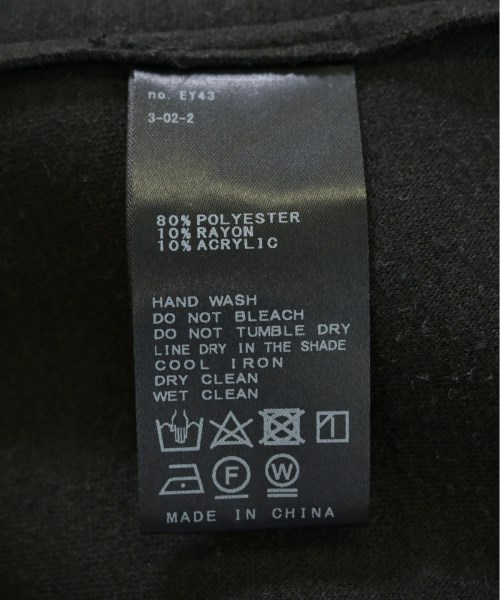 no. EY43
3-02-2
80% POLYESTER
10% RAYON
10% ACRYLIC
HAND WASH
DO NOT BLEACH
DO NOT TUMBLE DRY
LINE DRY IN THE SHADE
COOL IRON
DRY CLEAN
WET CLEAN
F W
MADE IN CHINA